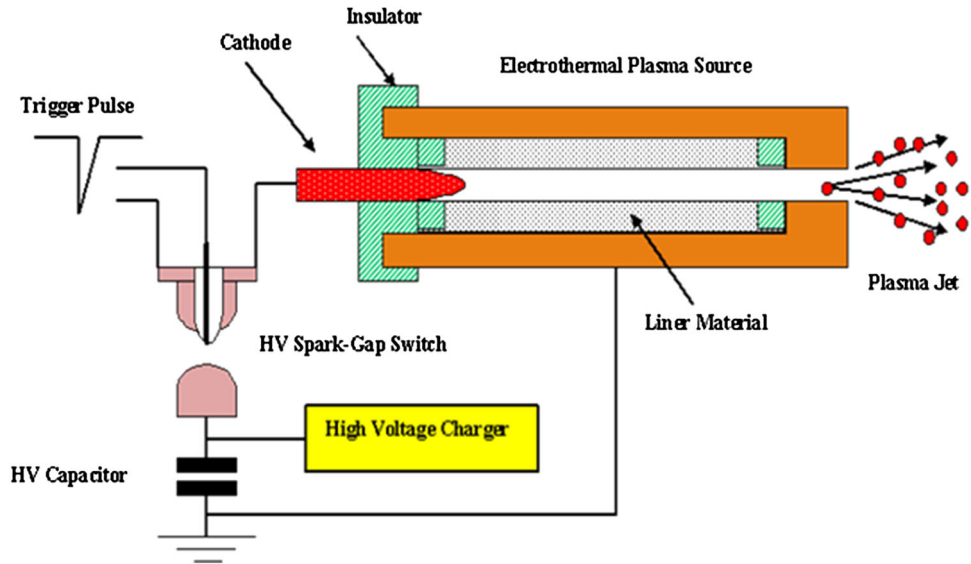 Insulator
Cathode
Electrothermal Plasma Source
Trigger Pulse
Plasma Jet
Liner Material
HV Spark-Gap Switch
High Voltage Charger
HV Capacitor